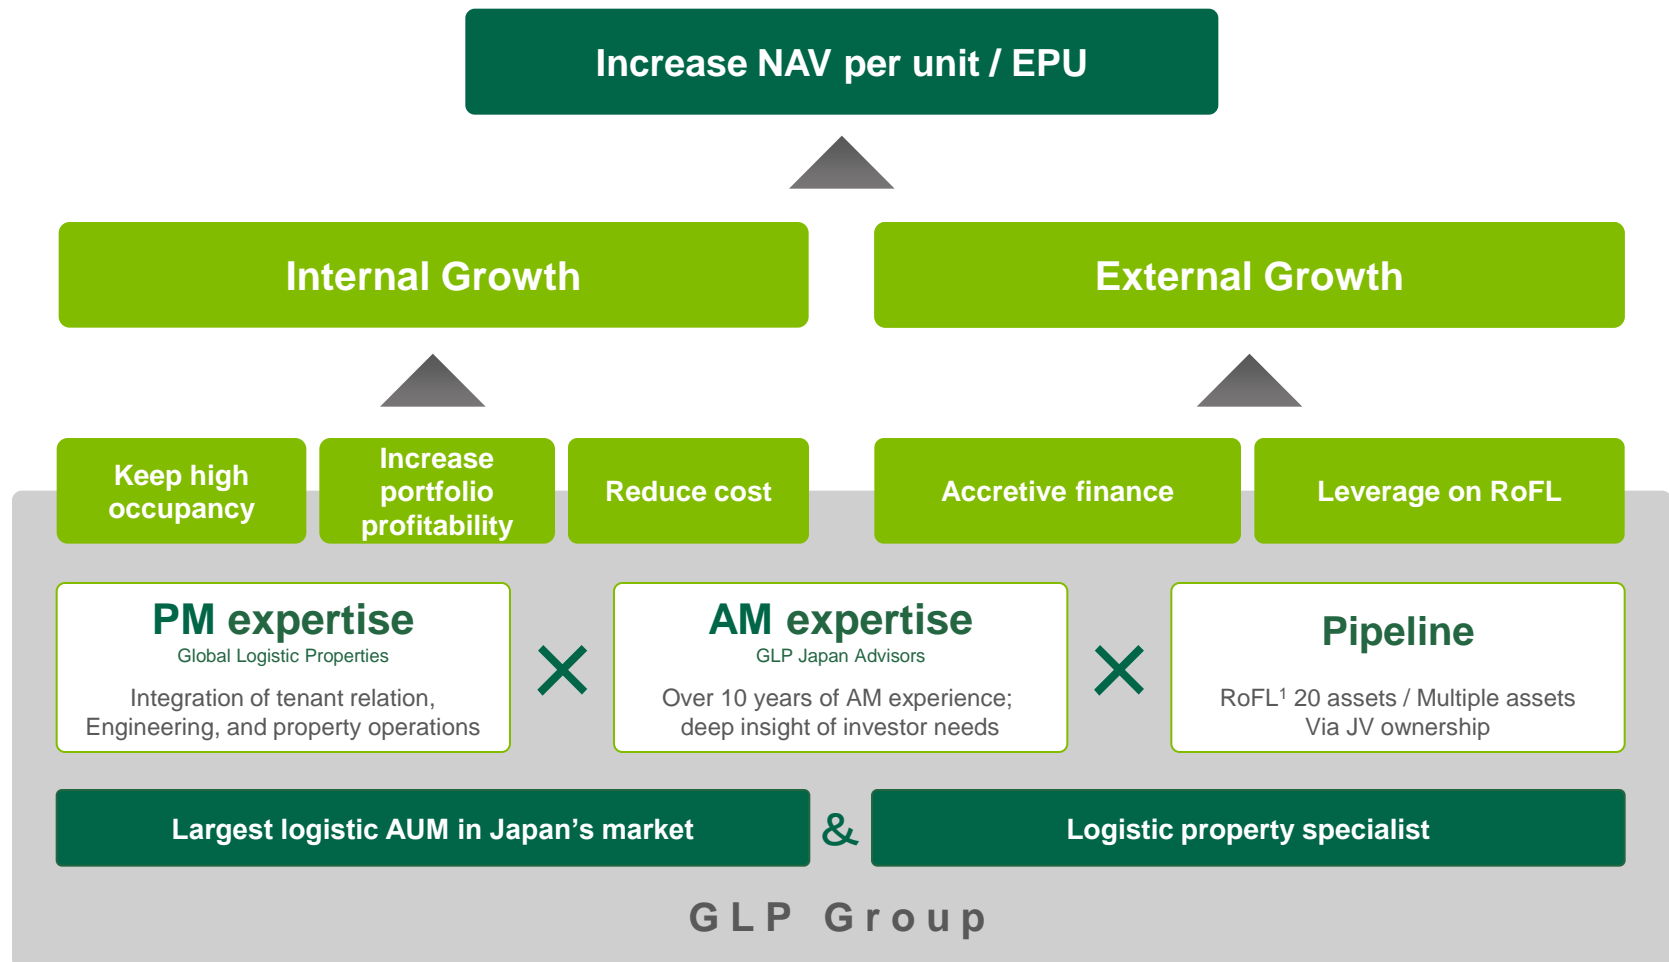 Increase NAV per unit / EPU
Internal Growth
External Growth
Keep high
occupancy
Increase
portfolio
profitability
Reduce cost
Accretive finance
Leverage on RoFL
PM expertise
Global Logistic Properties
Integration of tenant relation,
Engineering, and property operations
×
AM expertise
GLP Japan Advisors
Over 10 years of AM experience;
deep insight of investor needs
×
Pipeline
RoFL¹ 20 assets / Multiple assets
Via JV ownership
Largest logistic AUM in Japan’s market
&
Logistic property specialist
GLP Group